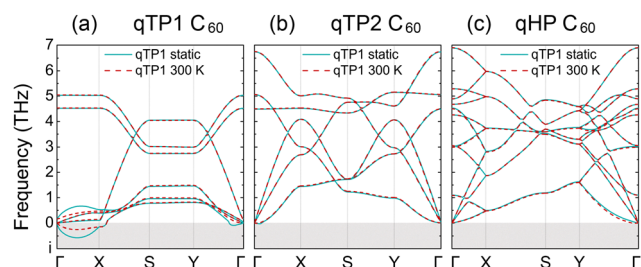 (a) qTP1 C60 (b) qTP2 C60 (c) qHP C60
7
6
5
4
3
2
1
0
i
Frequency (THz)
qTP1 static
qTP1 300 K
qTP1 static
qTP1 300 K
qTP1 static
qTP1 300 K
Γ X S Y Γ Γ X S Y Γ Γ X S Y Γ